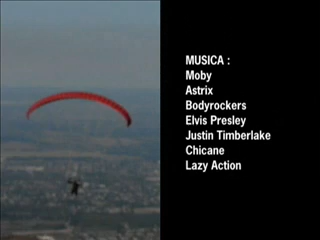 MUSICA :
Moby
Astrix
Bodyrockers
Elvis Presley
Justin Timberlake
Chicane
Lazy Action